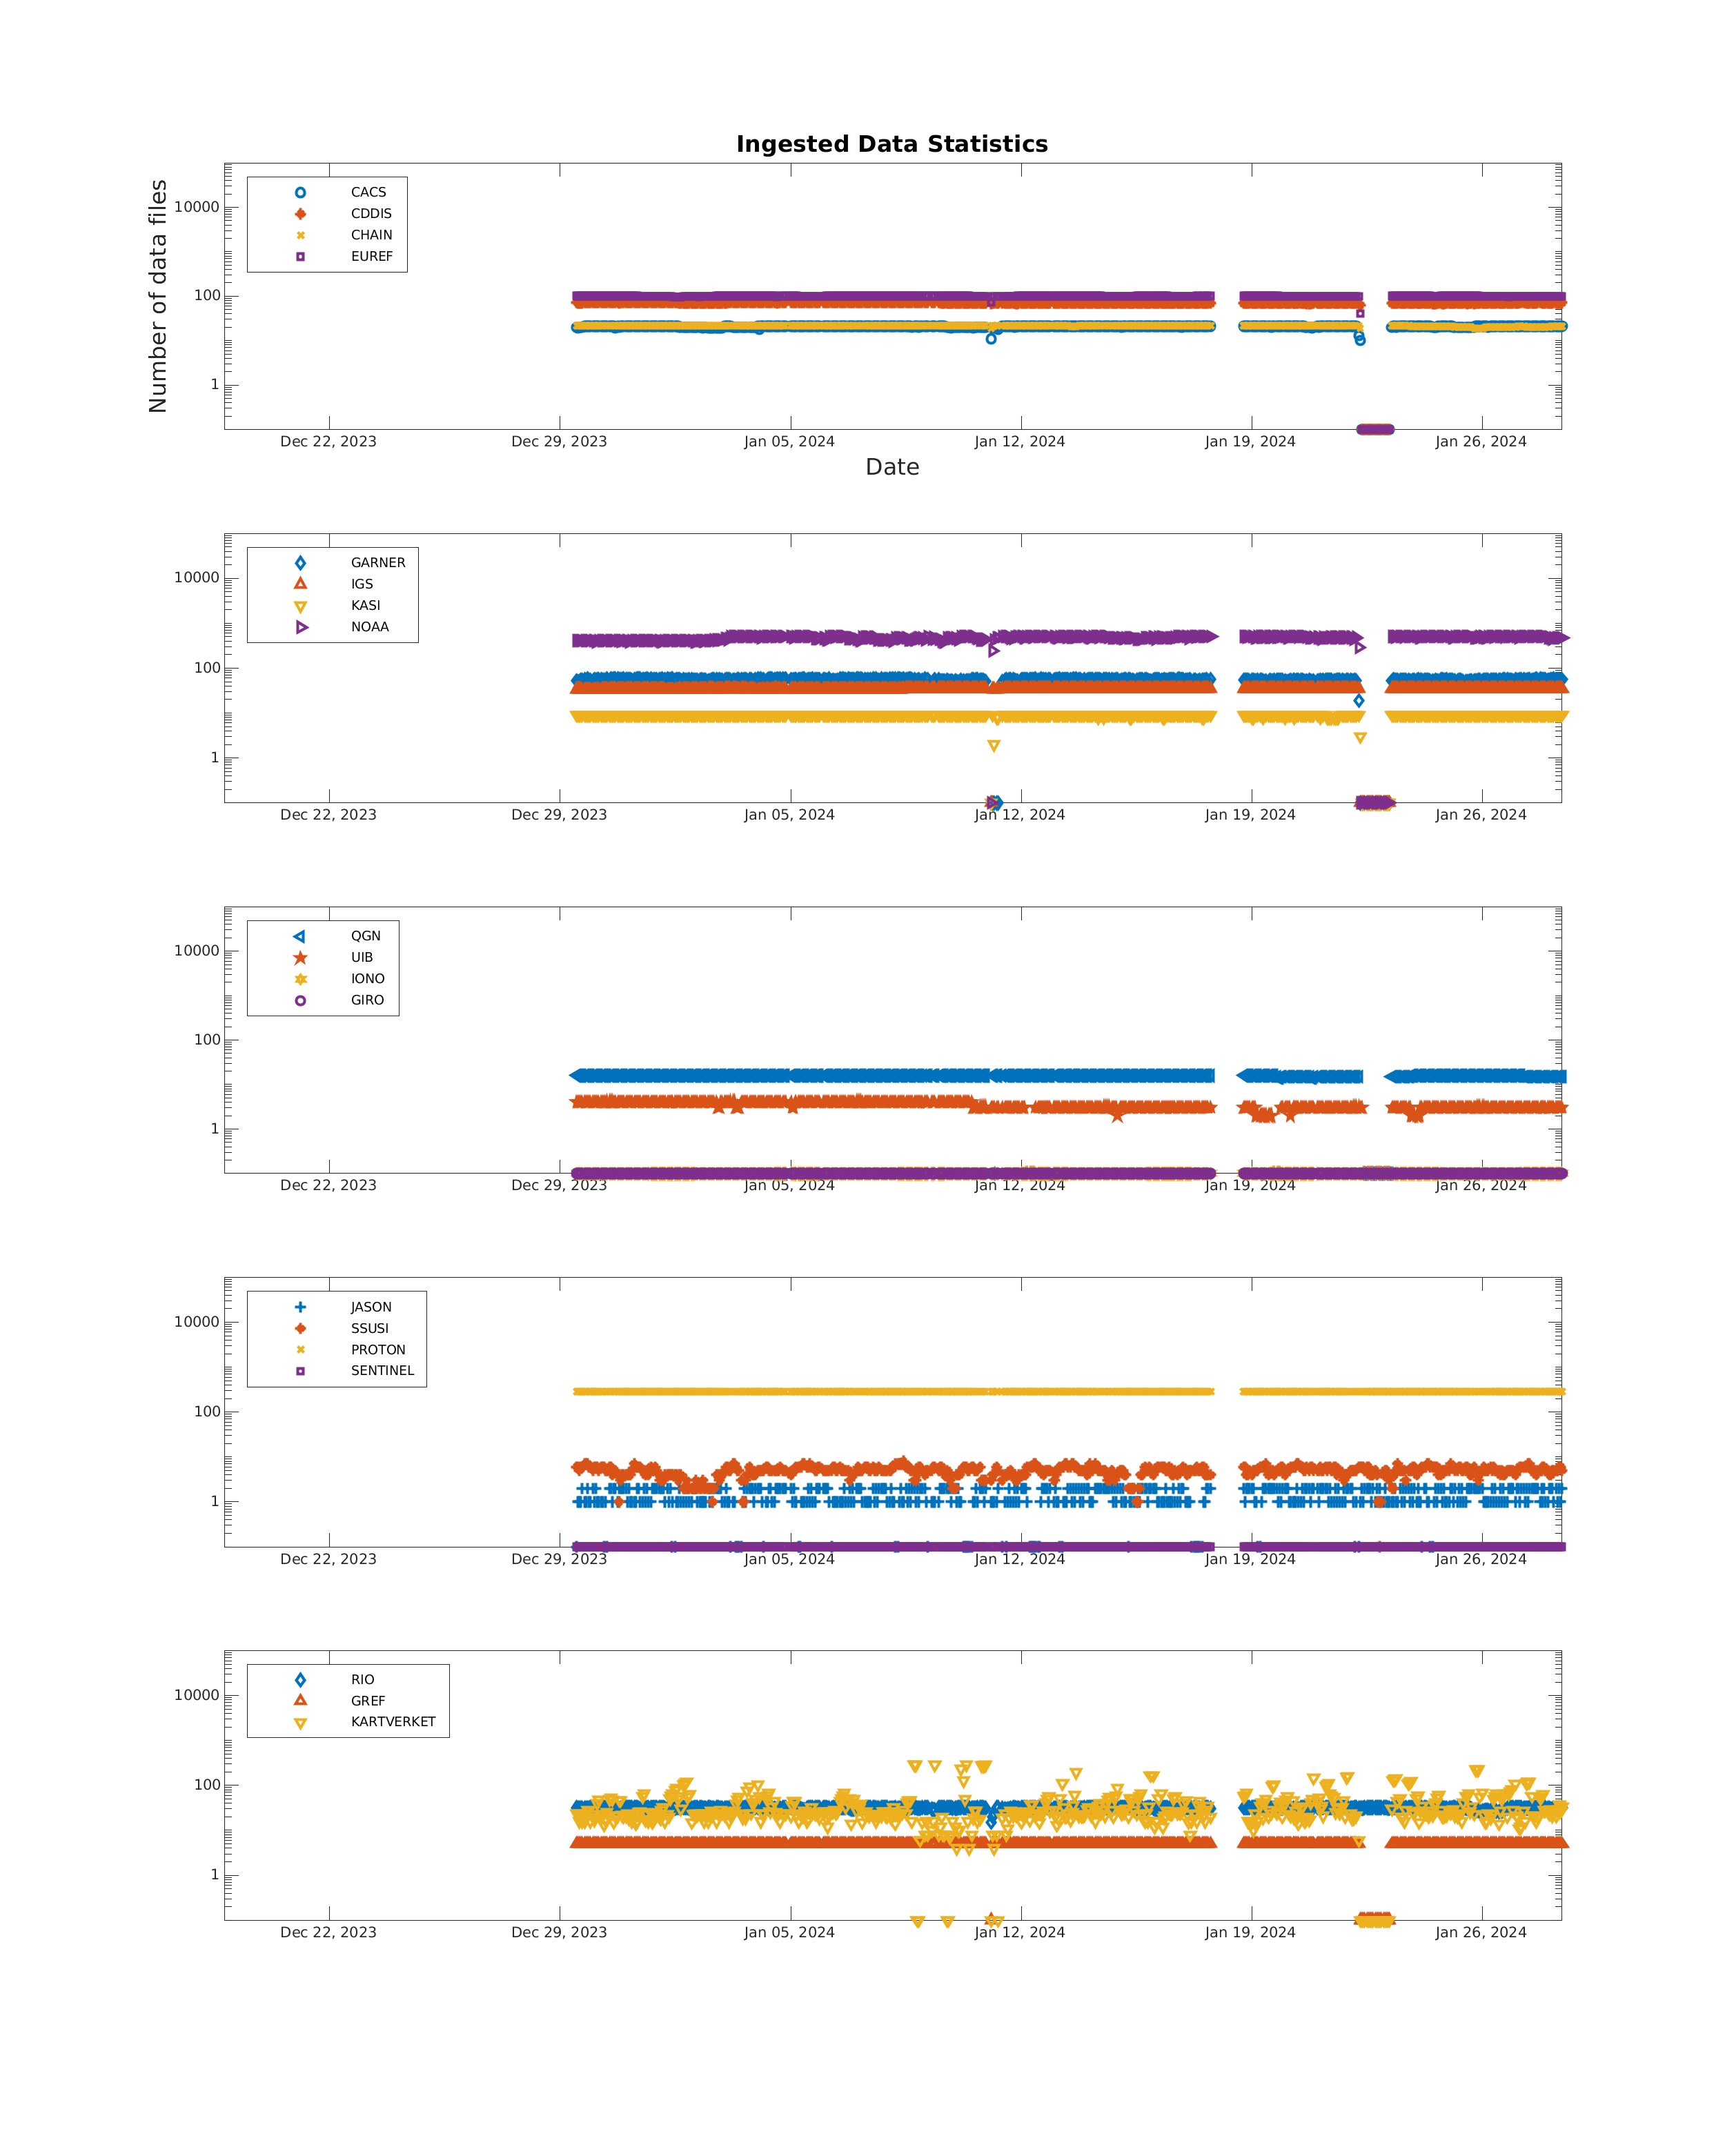 Ingested Data Statistics
Number of data files
CACS
CDDIS
CHAIN
EUREF
10000
100
1
Dec 22, 2023 Dec 29, 2023 Jan 05, 2024 Jan 12, 2024 Jan 19, 2024 Jan 26, 2024
Date
GARNER
IGS
KASI
NOAA
10000
100
1
Dec 22, 2023 Dec 29, 2023 Jan 05, 2024 Jan 12, 2024 Jan 19, 2024 Jan 26, 2024
QGN
UIB
IONO
GIRO
10000
100
1
Dec 22, 2023 Dec 29, 2023 Jan 05, 2024 Jan 12, 2024 Jan 19, 2024 Jan 26, 2024
JASON
SSUSI
PROTON
SENTINEL
10000
100
1
Dec 22, 2023 Dec 29, 2023 Jan 05, 2024 Jan 12, 2024 Jan 19, 2024 Jan 26, 2024
RIO
GREF
KARTVERKET
10000
100
1
Dec 22, 2023 Dec 29, 2023 Jan 05, 2024 Jan 12, 2024 Jan 19, 2024 Jan 26, 2024